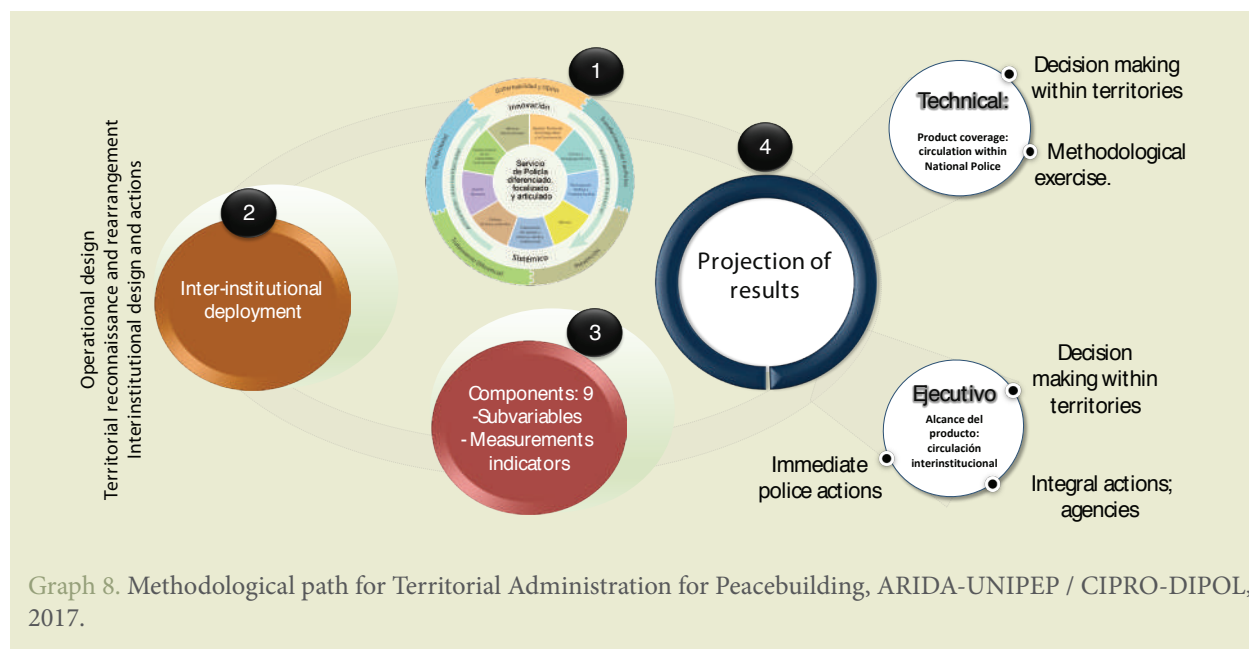 Operational design
Territorial reconnaissance and rearrangement
Interinstitutional design and actions
1
Innovación
Servicio
de Policía
diferenciado,
focalizado
y articulado
Sistémico
2
Inter-institutional
deployment
3
Components: 9
-Subvariables
- Measurements
indicators
4
Projection of
results
Technical:
Product coverage:
circulation within
National Police
Decision making
within territories
Methodological
exercise.
Ejecutivo
Alcance del
producto:
circulación
interinstitucional
Decision
making within
territories
Immediate
police actions
Integral actions;
agencies
Graph 8. Methodological path for Territorial Administration for Peacebuilding, ARIDA-UNIPEP / CIPRO-DIPOL,
2017.